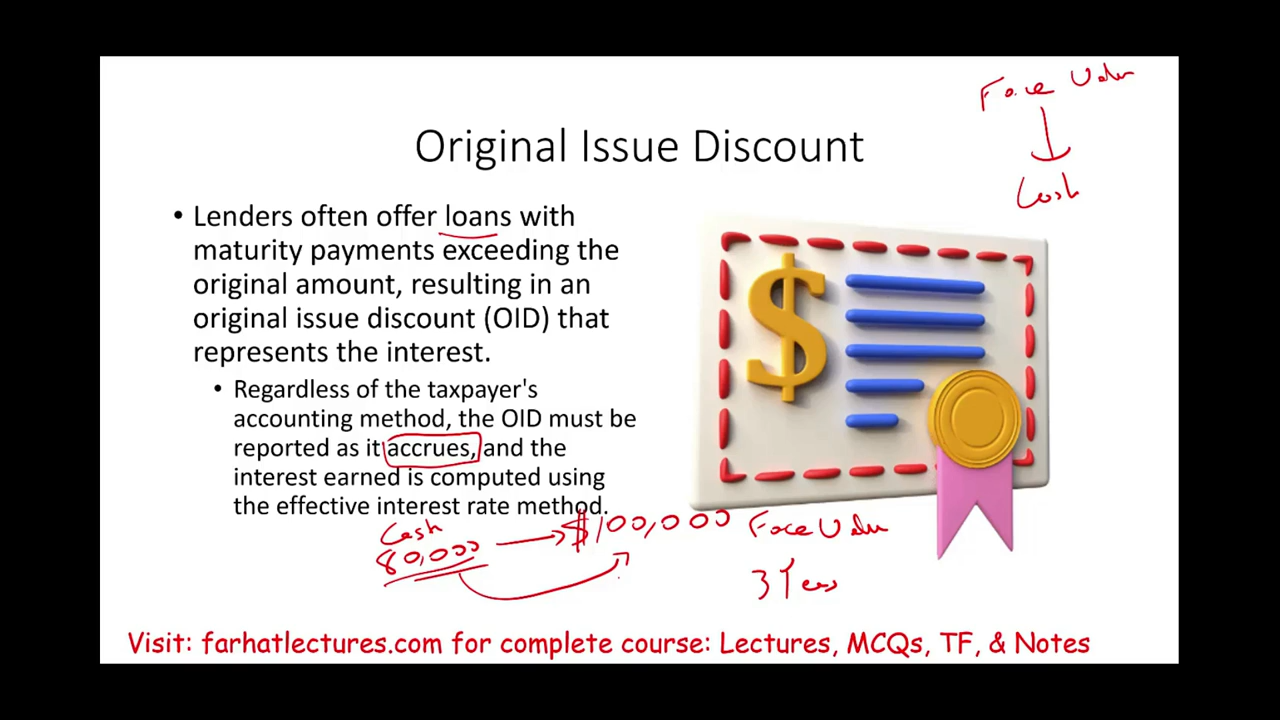 Face Value
Cash
Original Issue Discount
• Lenders often offer loans with
maturity payments exceeding the
original amount, resulting in an
original issue discount (OID) that
represents the interest.
• Regardless of the taxpayer's
accounting method, the OID must be
reported as it accrues, and the
interest earned is computed using
the effective interest rate method.
Cash
80,000
$100,000 Face Value
3 Years
Visit: farhatlectures.com for complete course: Lectures, MCQs, TF, & Notes